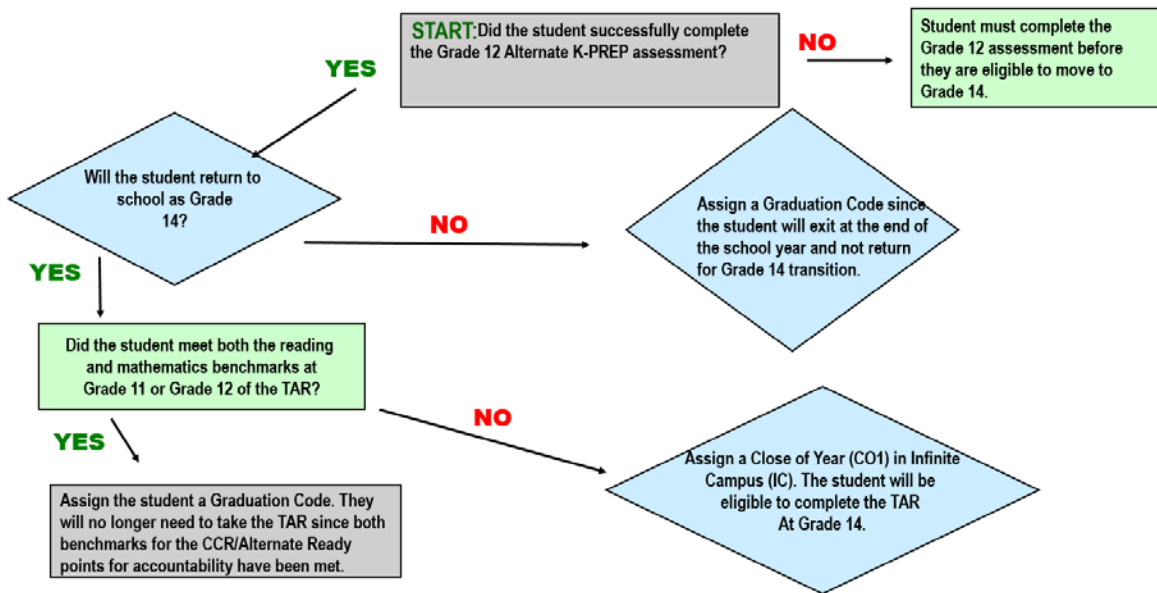 START:Did the student successfully complete
the Grade 12 Alternate K-PREP assessment?
NO
Student must complete the
Grade 12 assessment before
they are eligible to move to
Grade 14.
YES
Will the student return to
school as Grade
14?
NO
Assign a Graduation Code since
the student will exit at the end of
the school year and not return
for Grade 14 transition.
YES
Did the student meet both the reading
and mathematics benchmarks at
Grade 11 or Grade 12 of the TAR?
NO
YES
Assign a Close of Year (CO1) in Infinite
Campus (IC). The student will be
eligible to complete the TAR
At Grade 14.
Assign the student a Graduation Code. They
will no longer need to take the TAR since both
benchmarks for the CCR/Alternate Ready
points for accountability have been met.